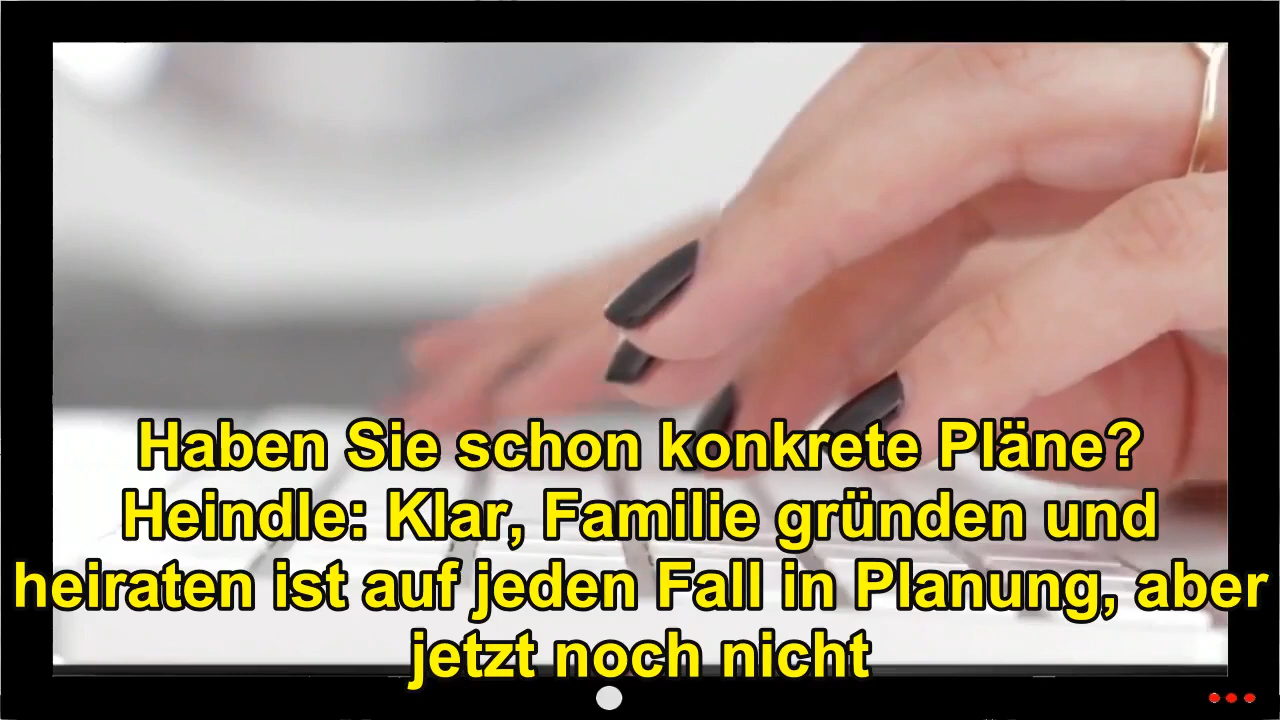 Haben Sie schon konkrete Pläne?
Heindle: Klar, Familie gründen und
heiraten ist auf jeden Fall in Planung, aber
jetzt noch nicht